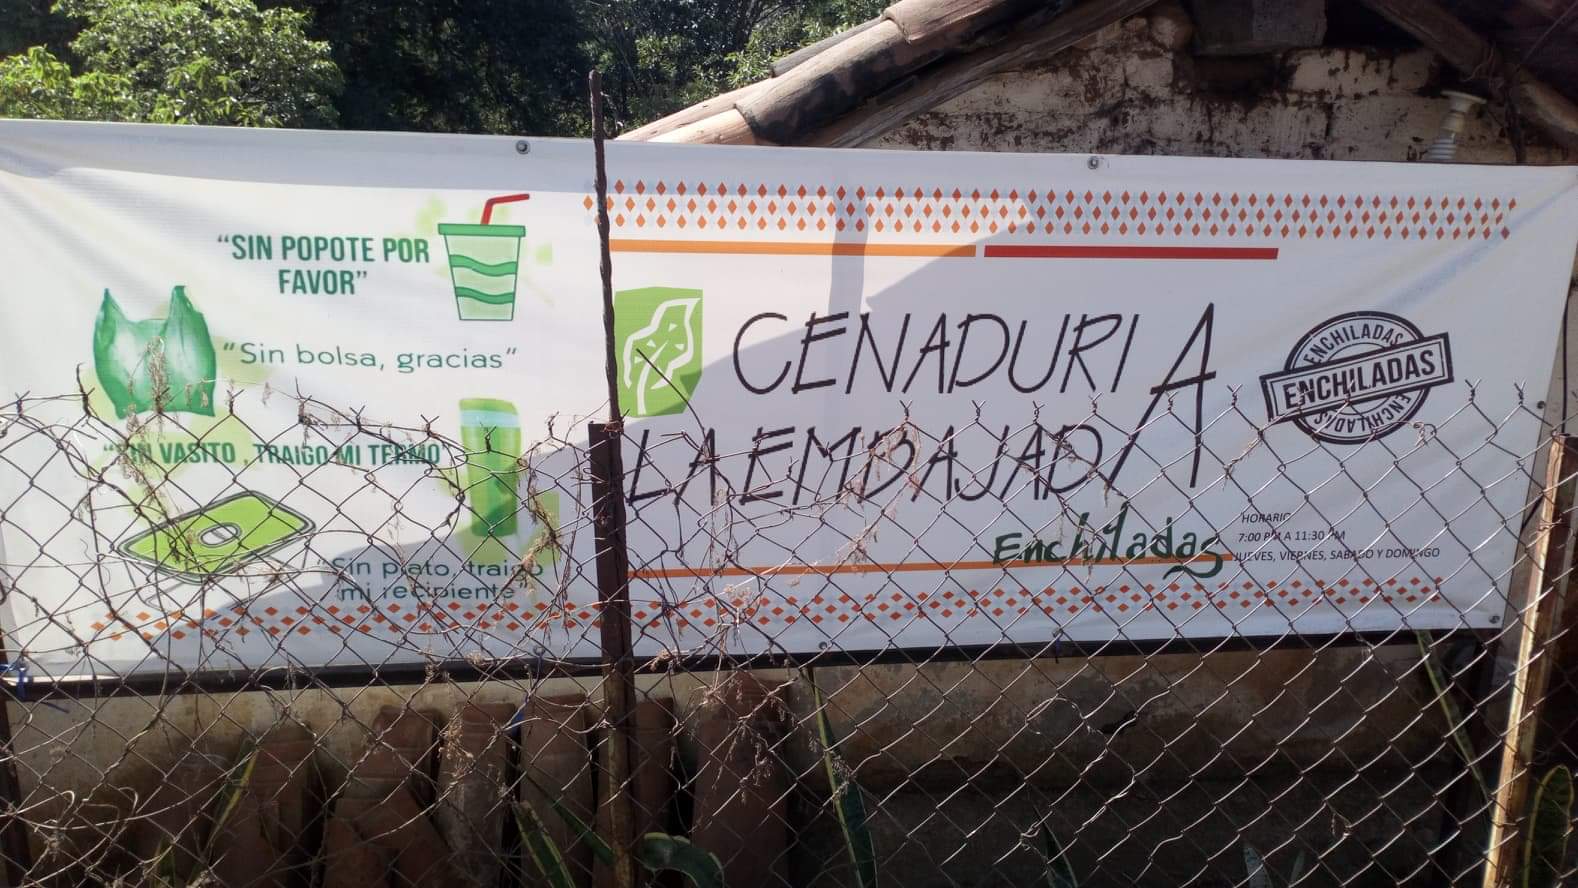 “SIN POPOTE POR
FAVOR”
“Sin bolsa, gracias”
“SIN VASITO , TRAIGO MI TERMO”
“Sin plato, traigo
mi recipiente”
CENADURIA
LA EMBAJADA
Enchiladas
ENCHILADAS
ENCHILADAS
ENCHILADAS
HORARIO
7:00 PM A 11:30 PM
JUEVES, VIERNES, SABADO Y DOMINGO